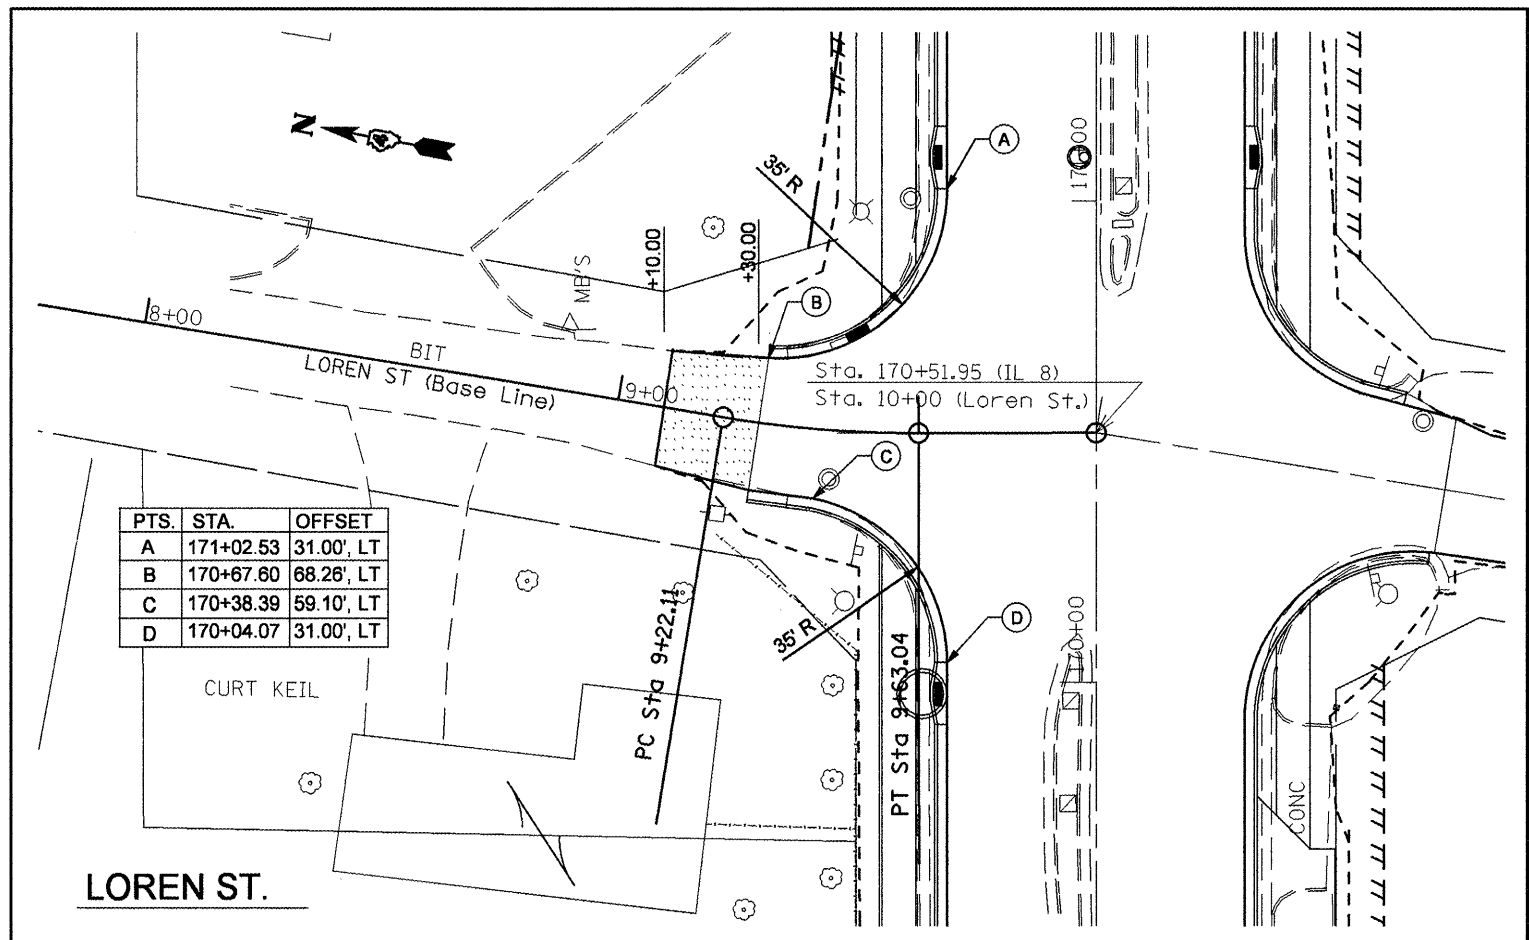 N
35' R
A
17+00
+10.00
+30.00
MB'S
B
8+00
BIT
LOREN ST (Base Line)
9+00
Sta. 170+51.95 (IL 8)
Sta. 10+00 (Loren St.)
C
PTS. STA. OFFSET
A 171+02.53 31.00', LT
B 170+67.60 68.26', LT
C 170+38.39 59.10', LT
D 170+04.07 31.00', LT
35' R
D
170+00
PC Sta 9+22.11
PT Sta 9+63.04
CURT KEIL
CONC
LOREN ST.